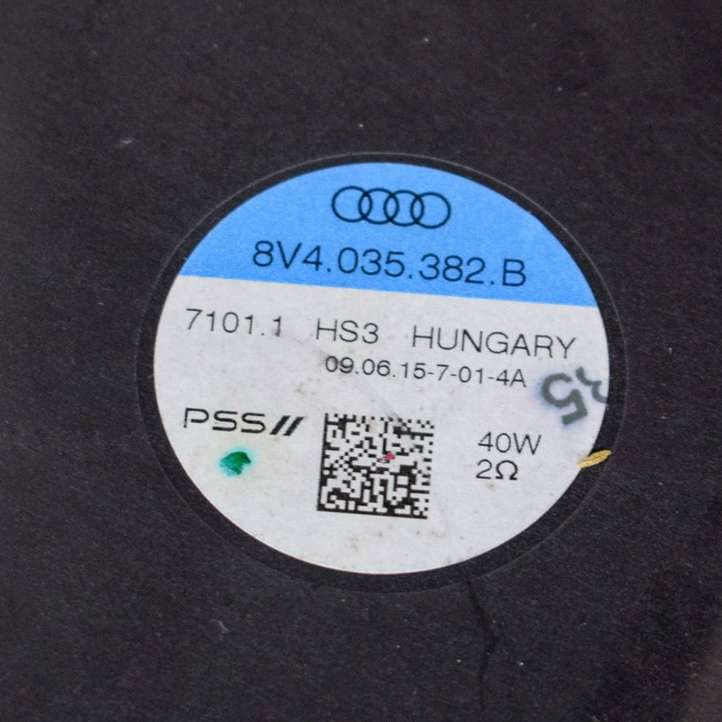 8V4.035.382.B
7101.1 HS3 HUNGARY
09.06.15-7-01-4A
PSS//
40W
2Ω